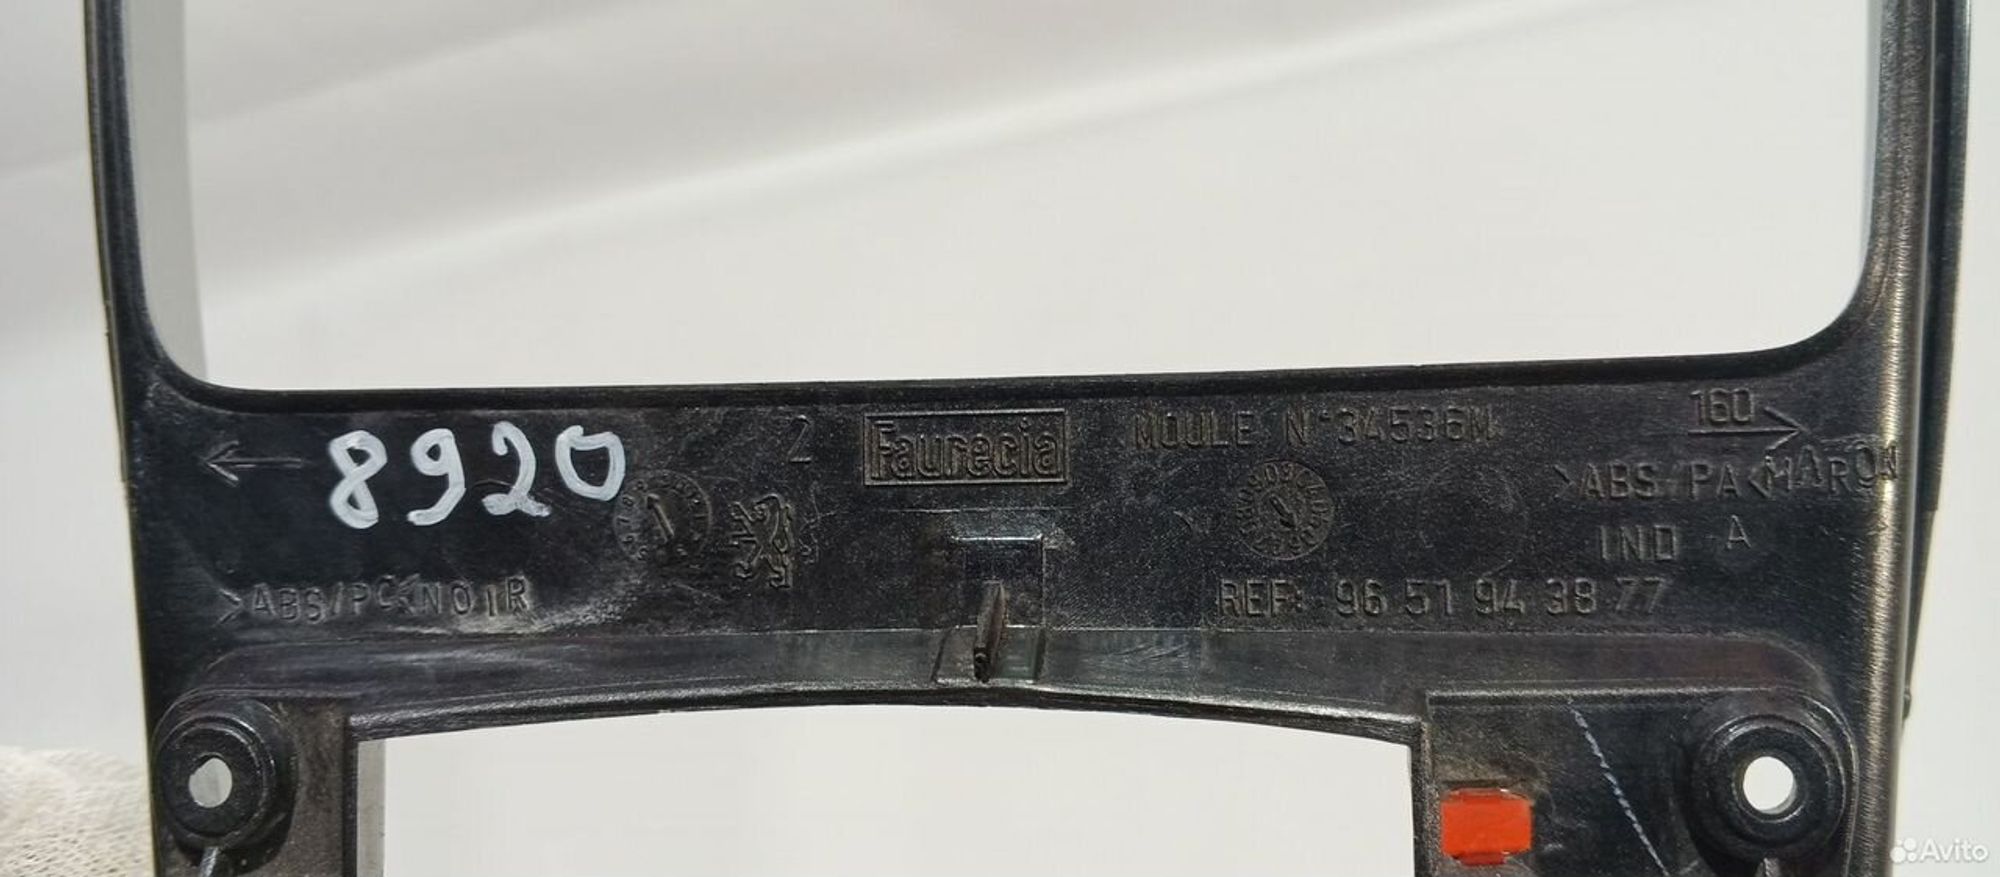 8920
2
Faurecia
MOULE N°34536M
160
>ABS/PA<MARON
IND A
>ABS/PC<NOIR
REF: 96 51 94 38 77
Avito